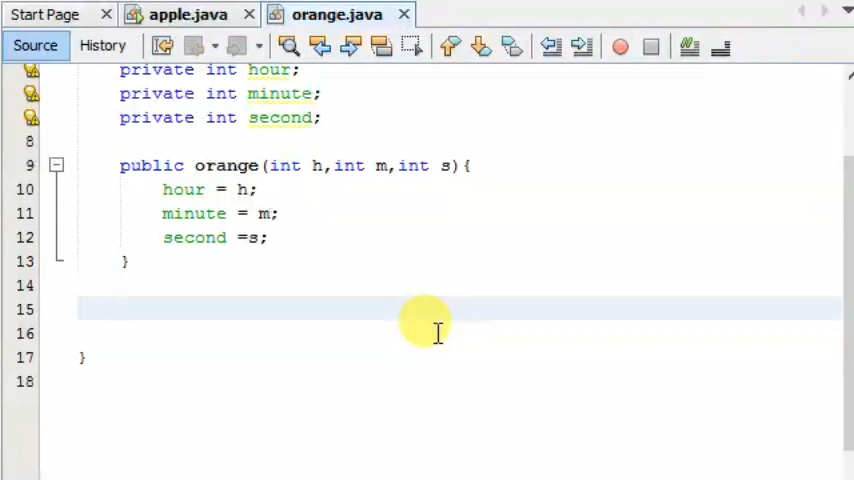 Start Page apple.java orange.java
Source History
private int hour;
private int minute;
private int second;
8
9 public orange(int h,int m,int s){
10 hour = h;
11 minute = m;
12 second =s;
13 }
14
15
16
17 }
18